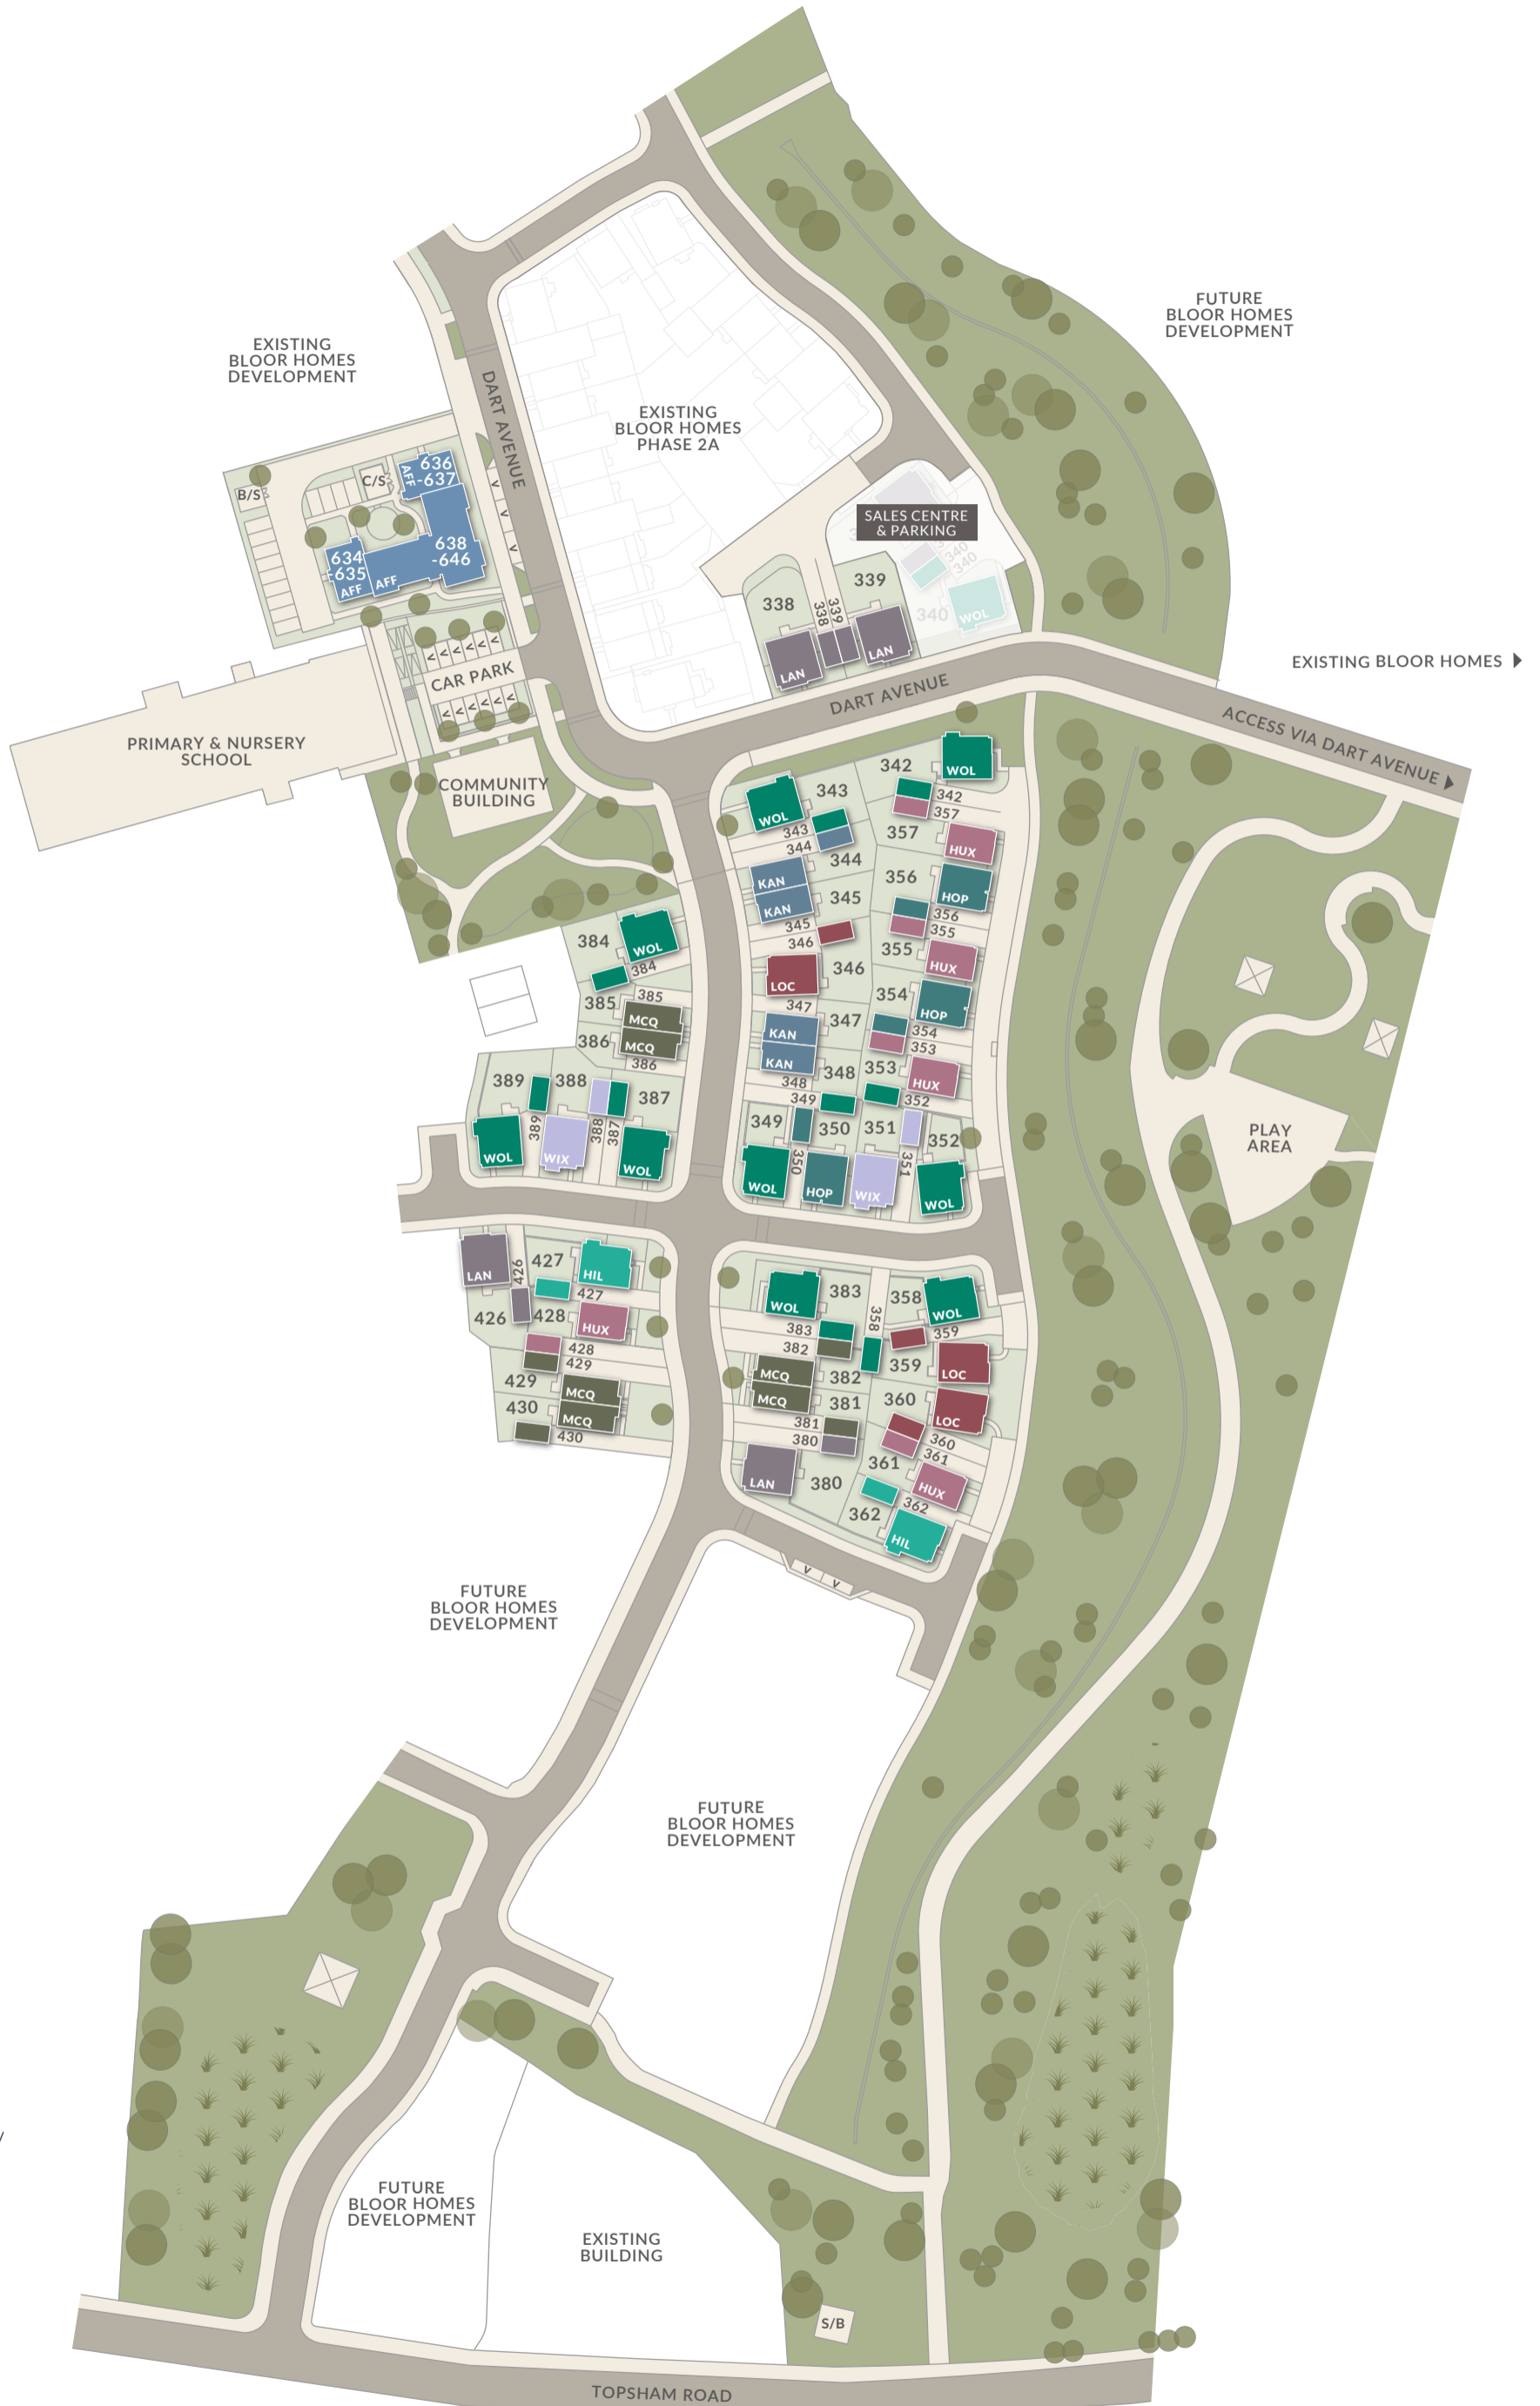 FUTURE
BLOOR HOMES
DEVELOPMENT
EXISTING
BLOOR HOMES
DEVELOPMENT
DART AVENUE
EXISTING
BLOOR HOMES
PHASE 2A
B/S
C/S
AFF
636
-637
638
-646
634
-635
AFF
AFF
V
V
V
SALES CENTRE
& PARKING
340
340
340
WOL
338
338
339
339
LAN
LAN
EXISTING BLOOR HOMES
DART AVENUE
ACCESS VIA DART AVENUE
V V V V V V
CAR PARK
V V V V V V
PRIMARY & NURSERY
SCHOOL
COMMUNITY
BUILDING
342
WOL
342
357
343
WOL
343
344
357
HUX
344
KAN
KAN
345
356
HOP
356
355
345
346
355
HUX
384
WOL
384
346
LOC
354
HOP
354
353
385
385
MCQ
386
MCQ
386
347
347
KAN
KAN
348
348
353
HUX
352
349
389
388
387
389
388
387
WOL
WIX
WOL
349
350
351
352
350
351
WOL
HOP
WIX
WOL
PLAY
AREA
LAN
426
427
HIL
427
426
428
HUX
428
429
429
MCQ
430
MCQ
430
383
WOL
358
358
WOL
383
382
359
359
LOC
MCQ
382
MCQ
381
360
LOC
381
380
360
361
361
HUX
LAN
380
362
362
HIL
V V
FUTURE
BLOOR HOMES
DEVELOPMENT
FUTURE
BLOOR HOMES
DEVELOPMENT
FUTURE
BLOOR HOMES
DEVELOPMENT
EXISTING
BUILDING
S/B
TOPSHAM ROAD